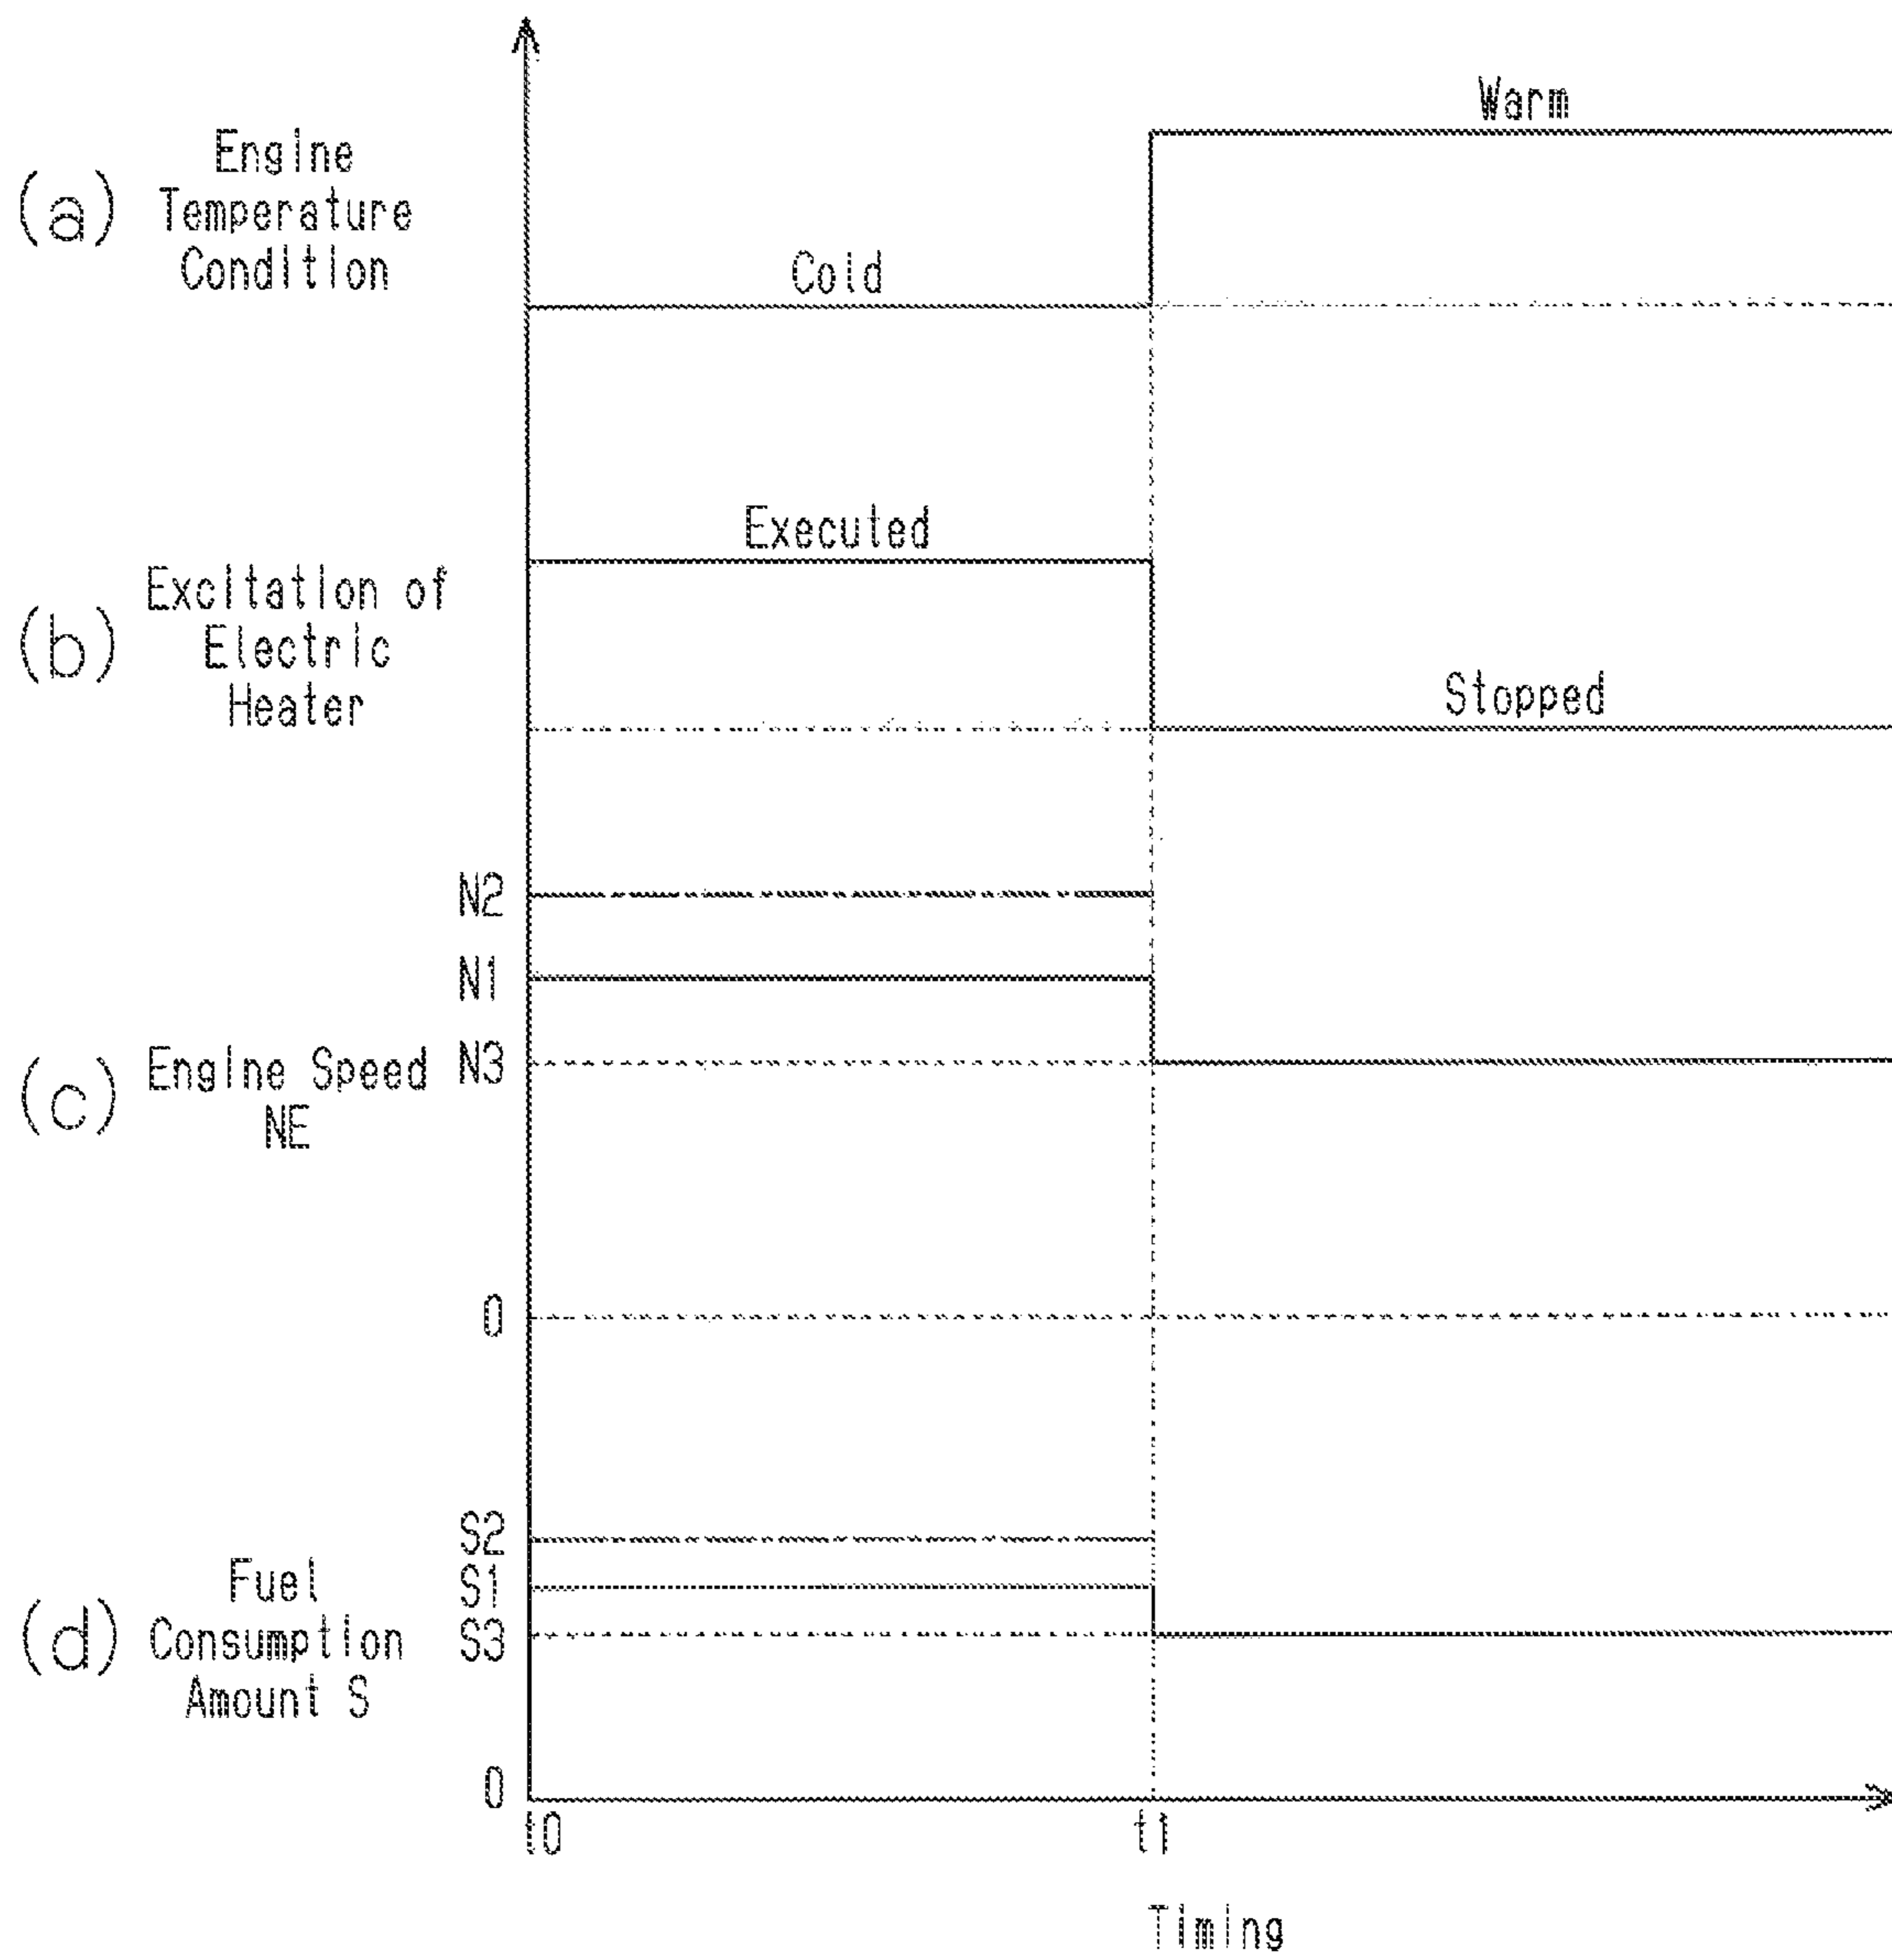 (a) Engine
Temperature
Condition
Cold
Warm
(b) Excitation of
Electric
Heater
Executed
Stopped
(c) Engine Speed
NE
N2
N1
N3
0
(d) Fuel
Consumption
Amount S
S2
S1
S3
0
t0
t1
Timing